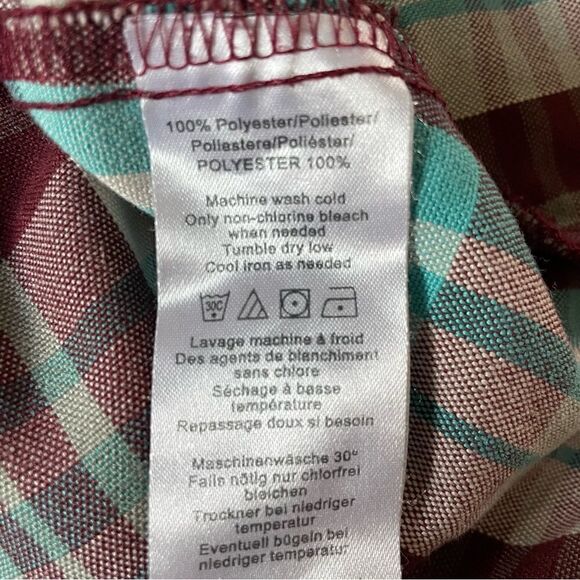 100% Polyester/Poliester/
Poliestere/Poliéster/
POLYESTER 100%
Machine wash cold
Only non-chlorine bleach
when needed
Tumble dry low
Cool iron as needed
30C
Lavage machine à froid
Des agents de blanchiment
sans chlore
Séchage à basse
température
Repassage doux si besoin
Maschinenwäsche 30°
Falls nötig nur chlorfrei
bleichen
Trockner bei niedriger
temperatur
Eventuell bügeln bei
niedriger temperatur